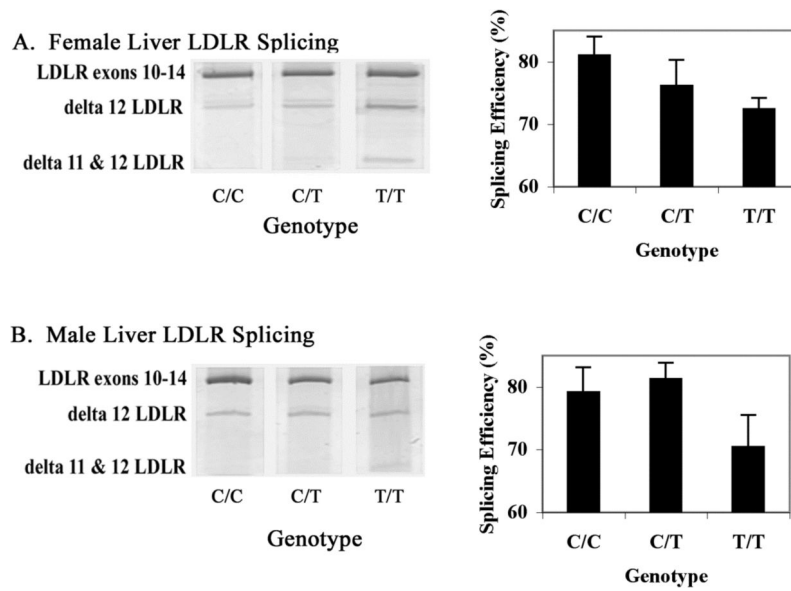 A. Female Liver LDLR Splicing
LDLR exons 10-14
delta 12 LDLR
delta 11 & 12 LDLR
C/C C/T T/T
Genotype
Splicing Efficiency (%)
80
70
60
C/C C/T T/T
Genotype
B. Male Liver LDLR Splicing
LDLR exons 10-14
delta 12 LDLR
delta 11 & 12 LDLR
C/C C/T T/T
Genotype
Splicing Efficiency (%)
80
70
60
C/C C/T T/T
Genotype